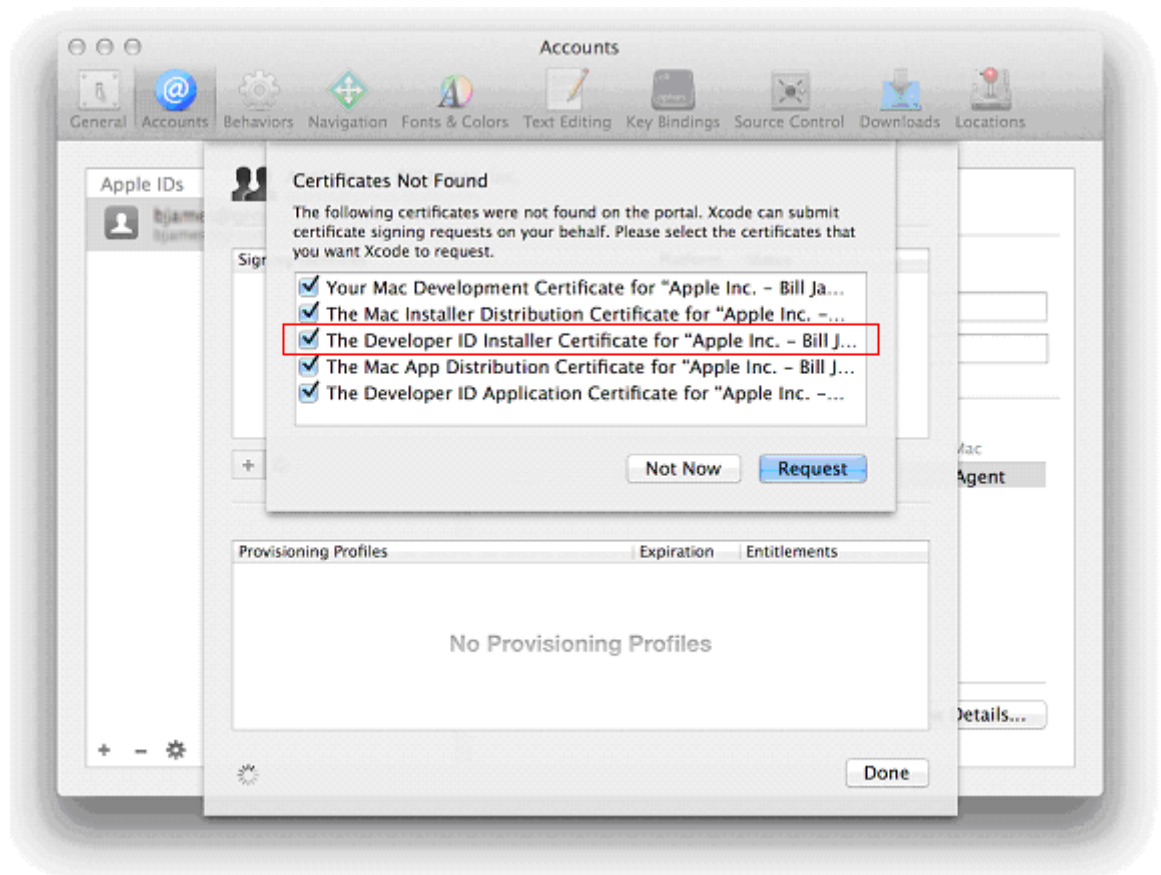 Accounts
General Accounts Behaviors Navigation Fonts & Colors Text Editing Key Bindings Source Control Downloads Locations
Apple IDs
Certificates Not Found
The following certificates were not found on the portal. Xcode can submit
certificate signing requests on your behalf. Please select the certificates that
you want Xcode to request.
Sign
Your Mac Development Certificate for “Apple Inc. – Bill Ja...
The Mac Installer Distribution Certificate for “Apple Inc. –...
The Developer ID Installer Certificate for “Apple Inc. – Bill J...
The Mac App Distribution Certificate for “Apple Inc. – Bill J...
The Developer ID Application Certificate for “Apple Inc. –...
Not Now Request
Mac
Agent
Provisioning Profiles Expiration Entitlements
No Provisioning Profiles
Details...
Done